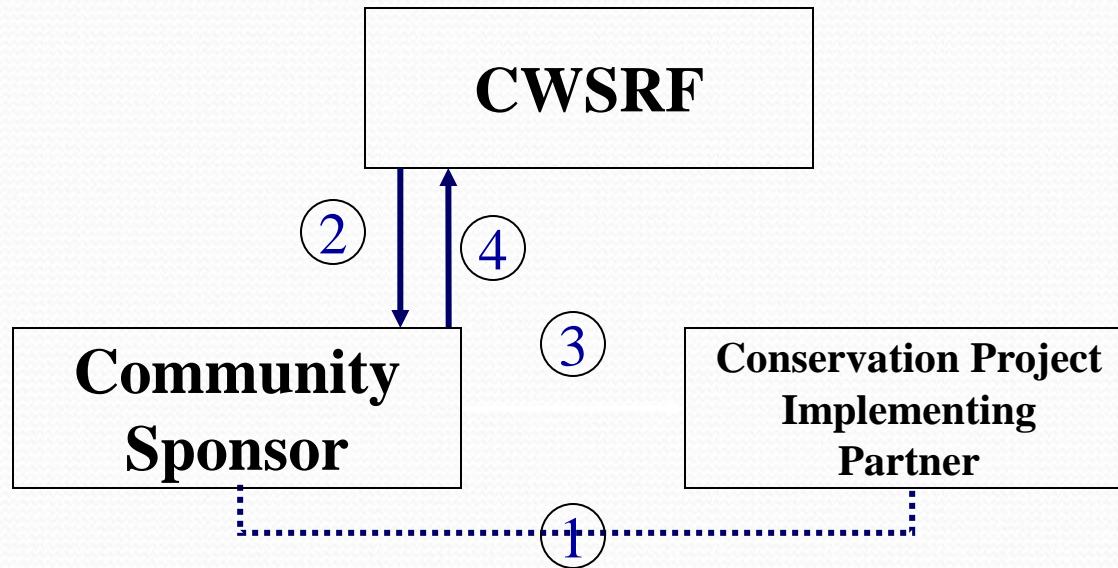 CWSRF
2
4
3
Community
Sponsor
Conservation Project
Implementing
Partner
1